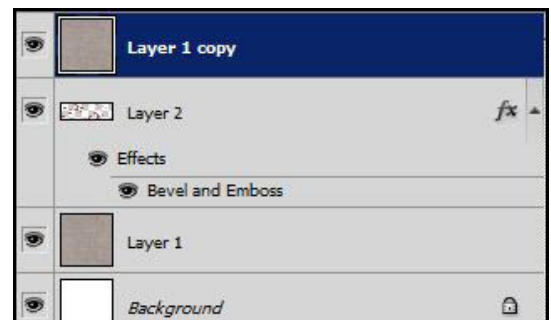 Layer 1 copy
Layer 2 fx
Effects
Bevel and Emboss
Layer 1
Background